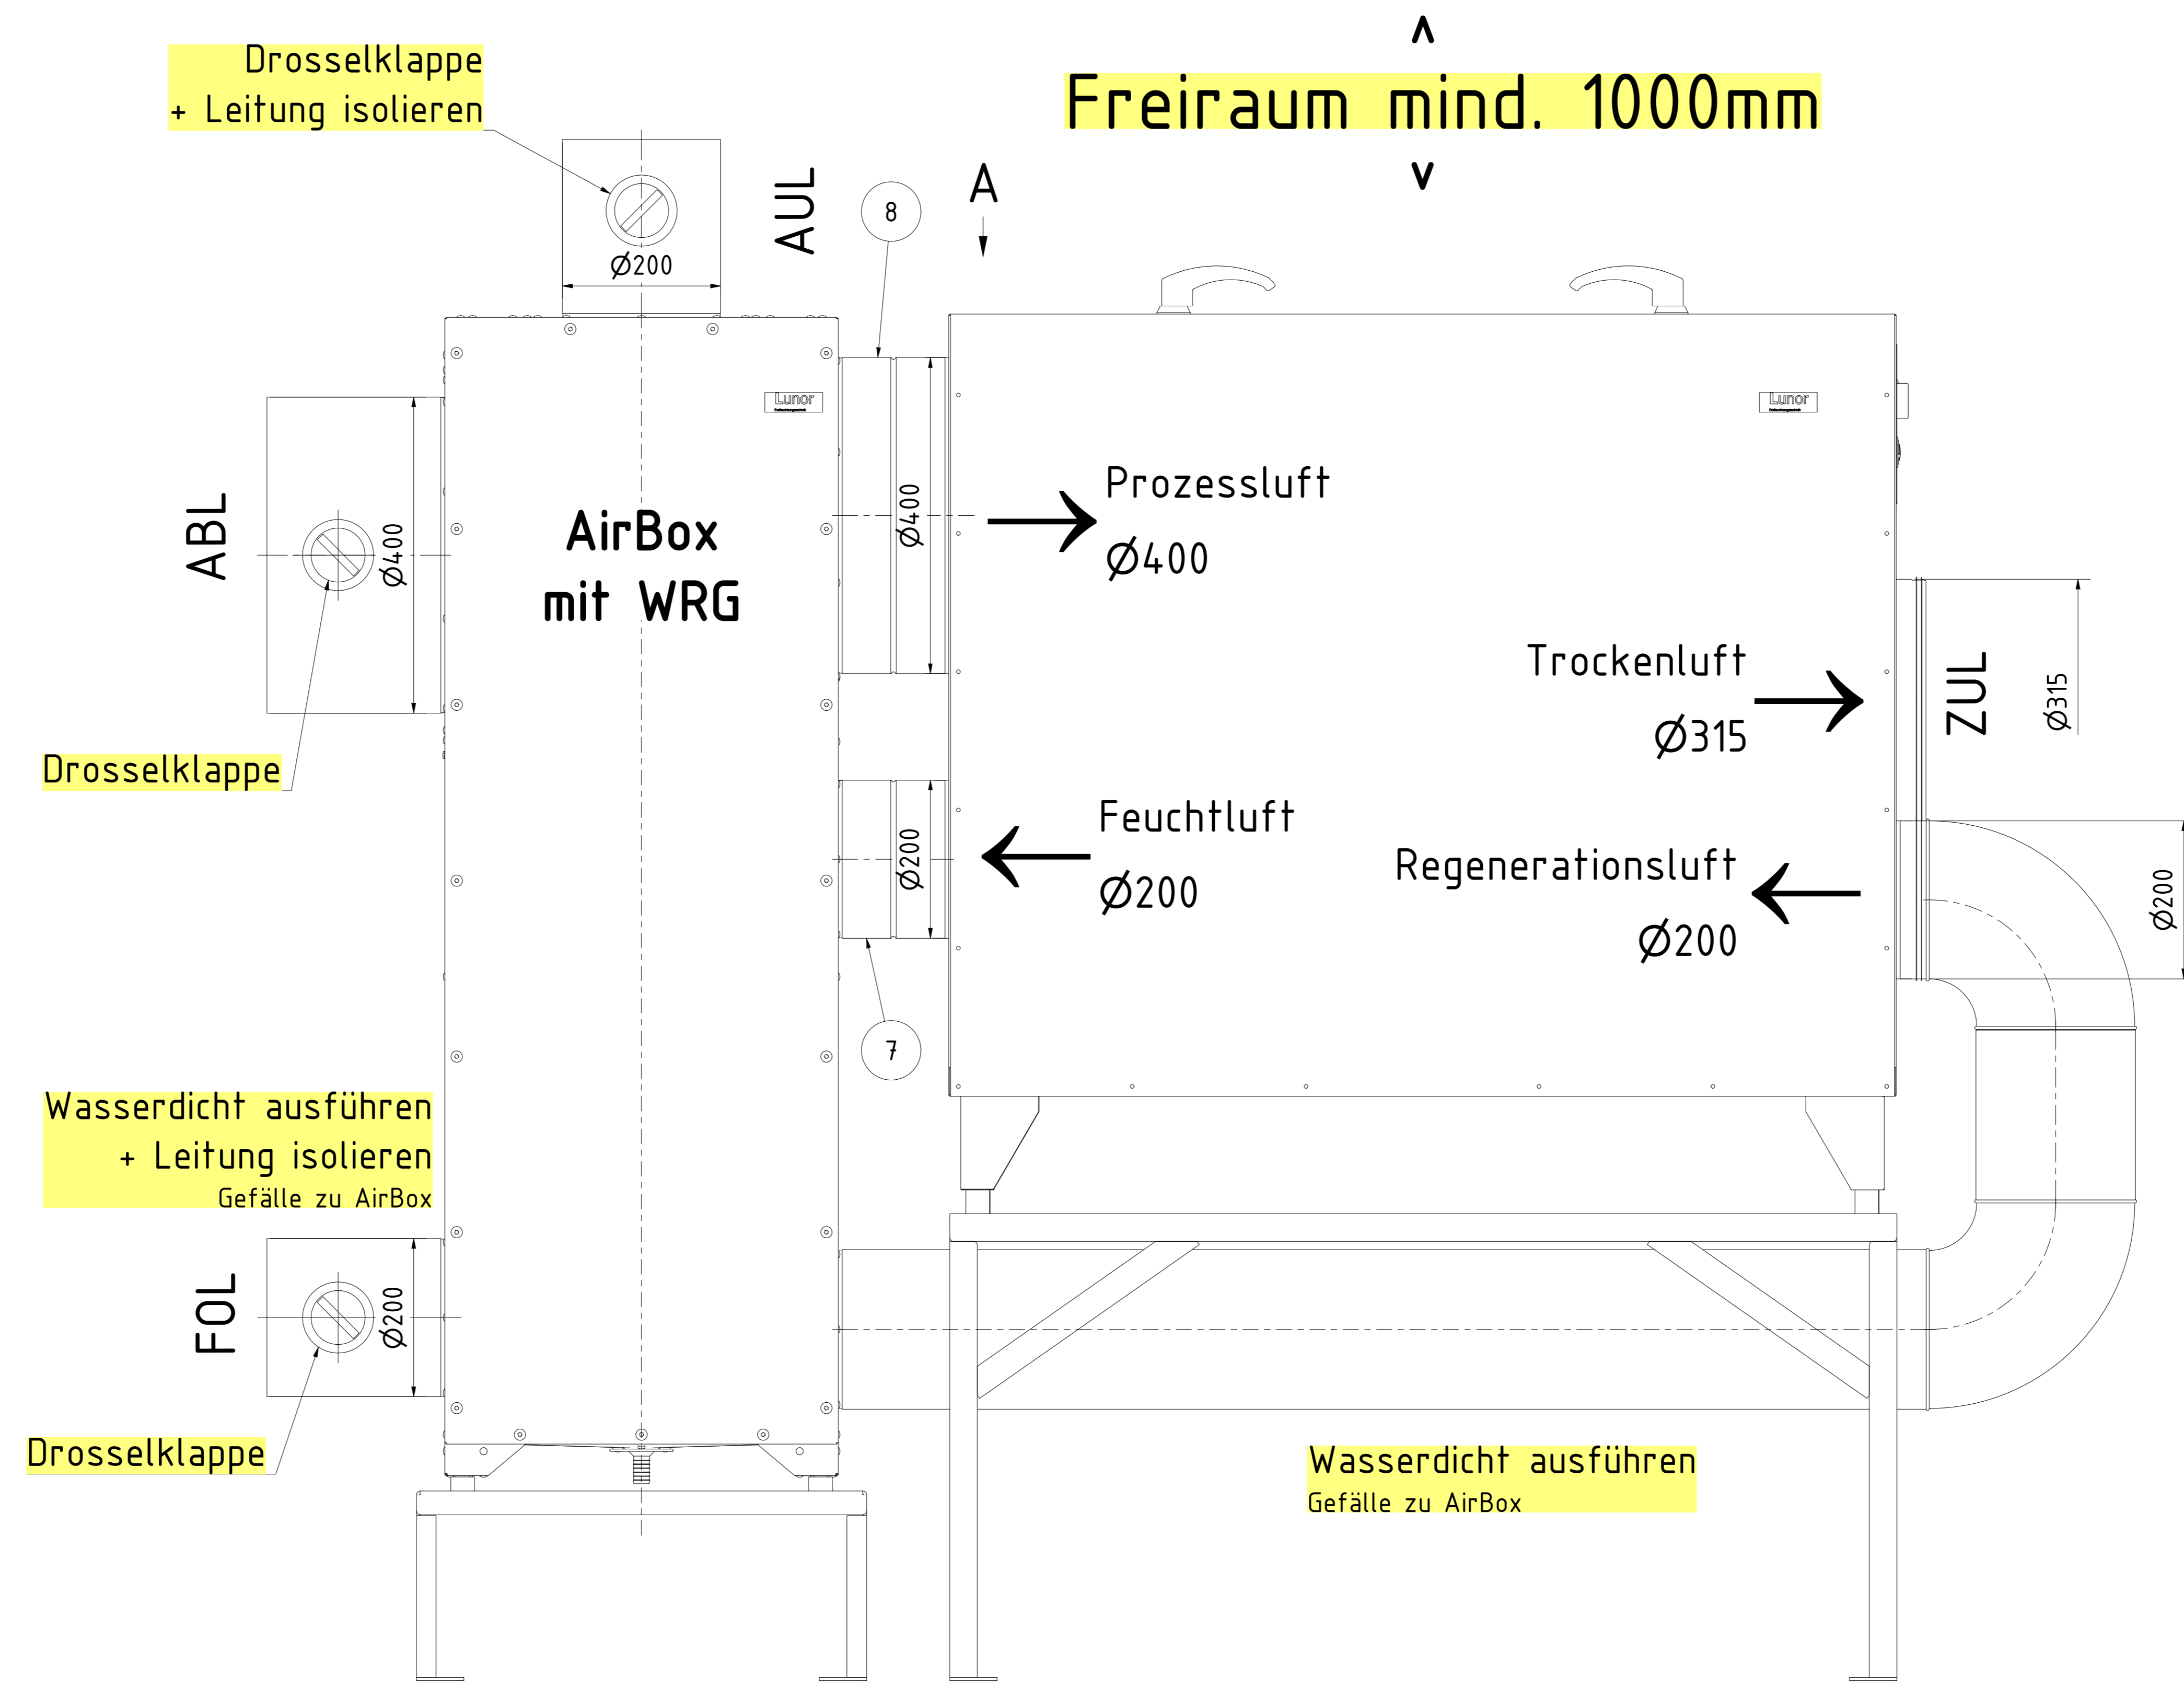 Drosselklappe
+ Leitung isolieren
^
Freiraum mind. 1000mm
v
AUL
8
A
Ø200
Lunor
Lunor
ABL
Ø400
AirBox
mit WRG
Ø400
Prozessluft
Ø400
Trockenluft
Ø315
ZUL
Ø315
Drosselklappe
Ø200
Feuchtluft
Ø200
Regenerationsluft
Ø200
Ø200
7
Wasserdicht ausführen
+ Leitung isolieren
Gefälle zu AirBox
FOL
Ø200
Drosselklappe
Wasserdicht ausführen
Gefälle zu AirBox